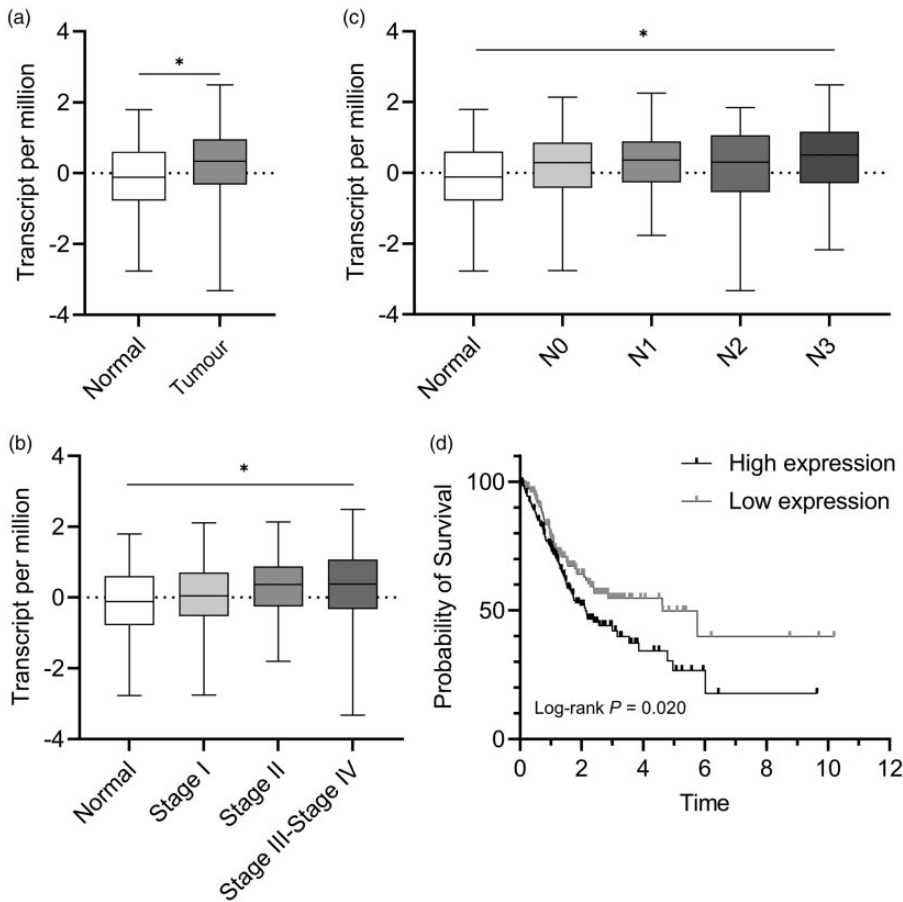 (a)
4
2
0
-2
-4
Transcript per million
*
Normal
Tumour
(c)
4
2
0
-2
-4
Transcript per million
*
Normal
N0
N1
N2
N3
(b)
4
2
0
-2
-4
Transcript per million
*
Normal
Stage I
Stage II
Stage III-Stage IV
(d)
High expression
Low expression
100
50
0
Probability of Survival
Log-rank P = 0.020
0 2 4 6 8 10 12
Time